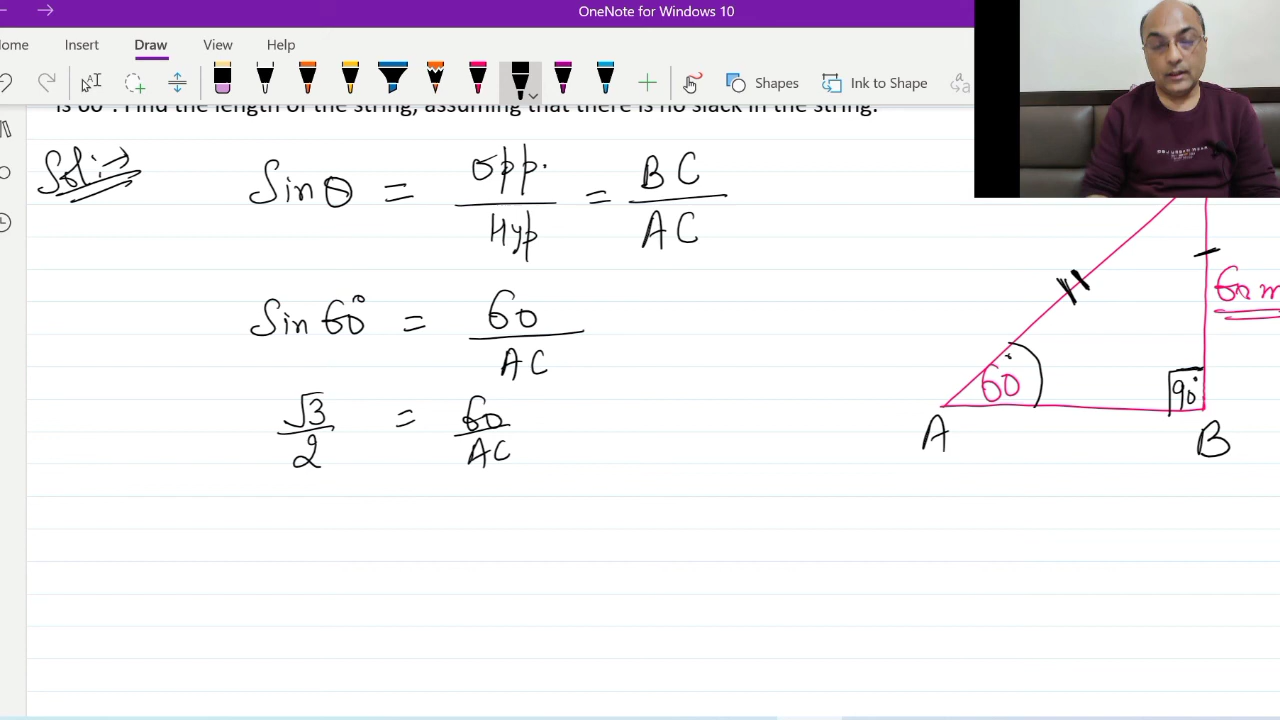 OneNote for Windows 10
Home Insert Draw View Help
Shapes Ink to Shape
is 60°. Find the length of the string, assuming that there is no slack in the string.
Sol:→
Sin θ = Opp. / Hyp = BC / AC
Sin 60° = 60 / AC
√3 / 2 = 60 / AC
60 m
60°
90°
A
B